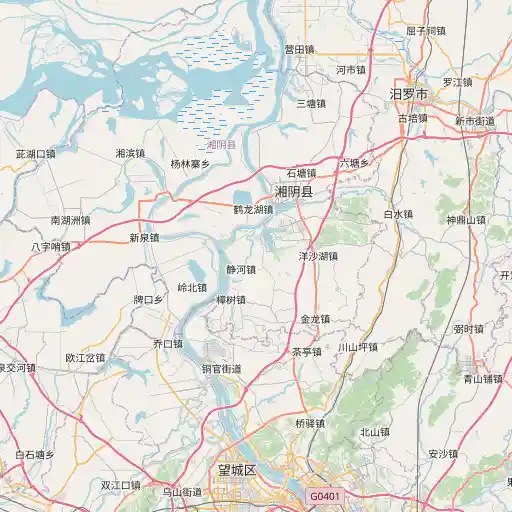 屈子祠镇
营田镇
河市镇
罗江镇
汨罗市
三塘镇
古培镇
新市街道
湘阴县
茈湖口镇
湘滨镇
杨林寨乡
六塘乡
石塘镇
湘阴县
鹤龙湖镇
白水镇
南湖洲镇
神鼎山镇
新泉镇
八字哨镇
洋沙湖镇
静河镇
开
岭北镇
牌口乡
樟树镇
金龙镇
弼时镇
乔口镇
川山坪镇
茶亭镇
欧江岔镇
泉交河镇
铜官街道
青山铺镇
桥驿镇
北山镇
白石塘乡
安沙镇
望城区
双江口镇
乌山街道
果
G0401